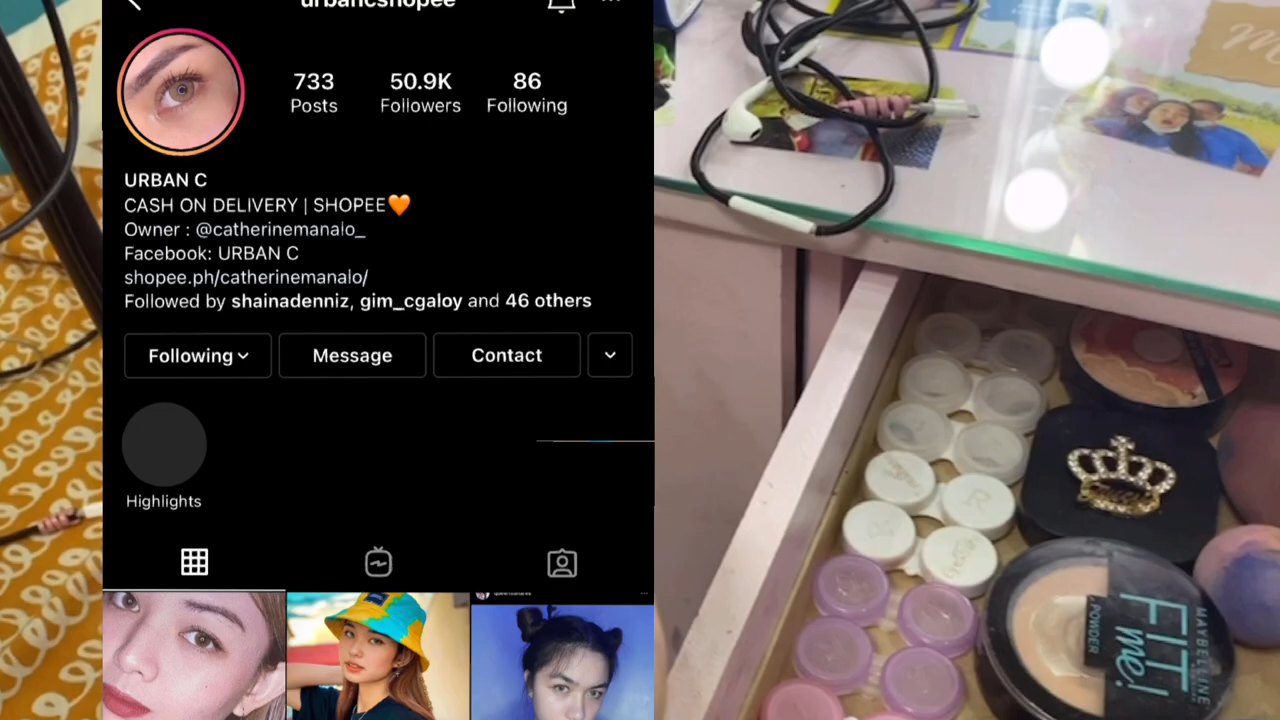 urbancshopee
733
Posts
50.9K
Followers
86
Following
URBAN C
CASH ON DELIVERY | SHOPEE🧡
Owner : @catherinemanalo_
Facebook: URBAN C
shopee.ph/catherinemanalo/
Followed by shainadenniz, gim_cgaloy and 46 others
Following
Message
Contact
Highlights
R
MAYBELLINE
FIT
me!
POWDER